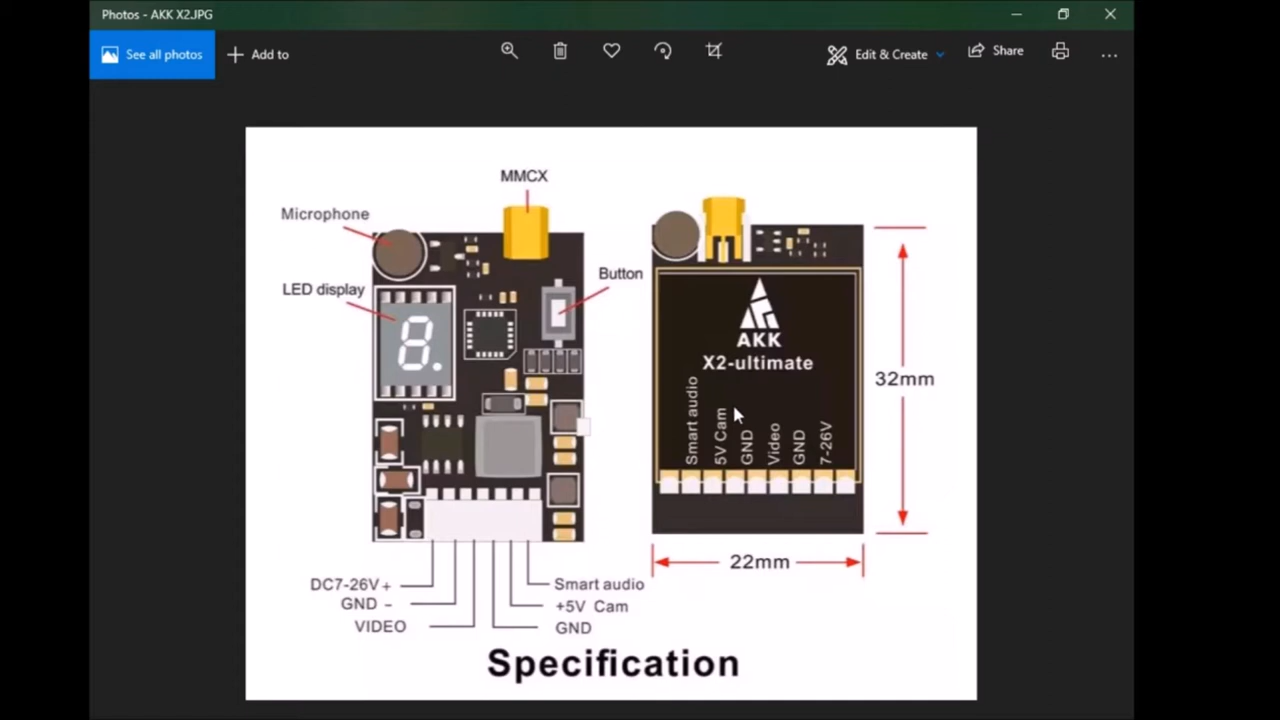 Photos - AKK X2.JPG
See all photos
Add to
Edit & Create
Share
MMCX
Microphone
Button
LED display
8.
AKK
X2-ultimate
32mm
Smart audio
5V Cam
GND
Video
GND
7-26V
22mm
DC7-26V+
Smart audio
GND -
+5V Cam
VIDEO
GND
Specification